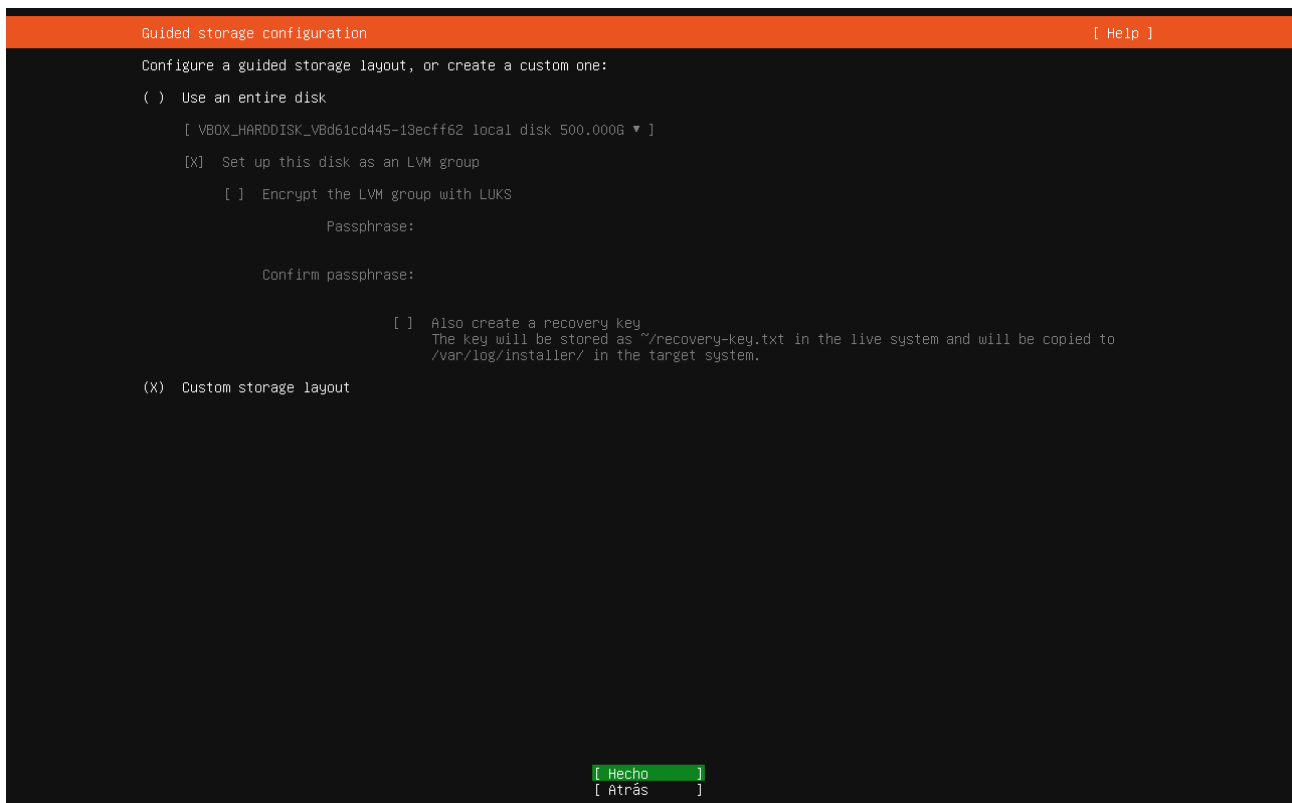 Guided storage configuration [ Help ]
Configure a guided storage layout, or create a custom one:
( ) Use an entire disk
[ VBOX_HARDDISK_VBd61cd445-13ecff62 local disk 500.000G ▾ ]
[X] Set up this disk as an LVM group
[ ] Encrypt the LVM group with LUKS
Passphrase:
Confirm passphrase:
[ ] Also create a recovery key
The key will be stored as ~/recovery-key.txt in the live system and will be copied to
/var/log/installer/ in the target system.
(X) Custom storage layout
[ Hecho ]
[ Atrás ]